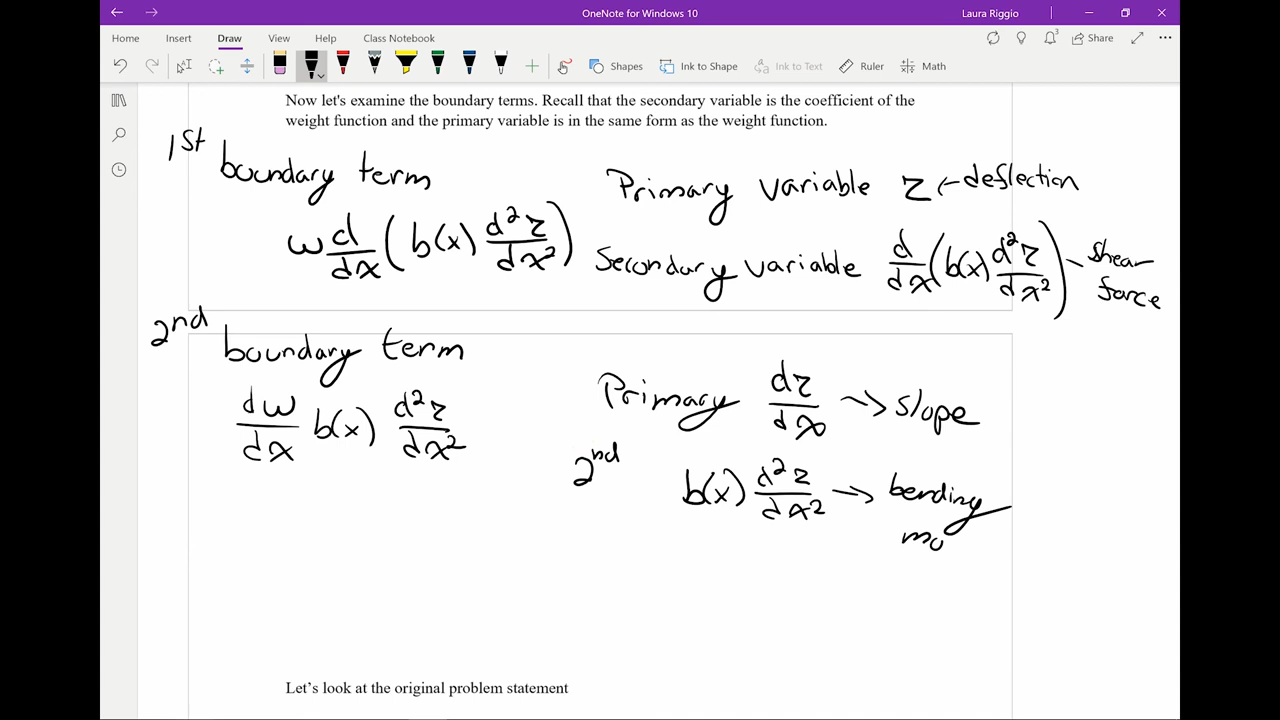 OneNote for Windows 10
Laura Riggio
Home Insert Draw View Help Class Notebook
3
Share
Shapes Ink to Shape Ink to Text Ruler Math
Now let's examine the boundary terms. Recall that the secondary variable is the coefficient of the
weight function and the primary variable is in the same form as the weight function.
1st boundary term
w d/dx (b(x) d²z/dx²)
Primary variable z ← deflection
Secondary variable d/dx (b(x) d²z/dx²) shear
force
2nd boundary term
dw/dx b(x) d²z/dx²
Primary dz/dx → slope
2nd b(x) d²z/dx² → bending
mo
Let’s look at the original problem statement